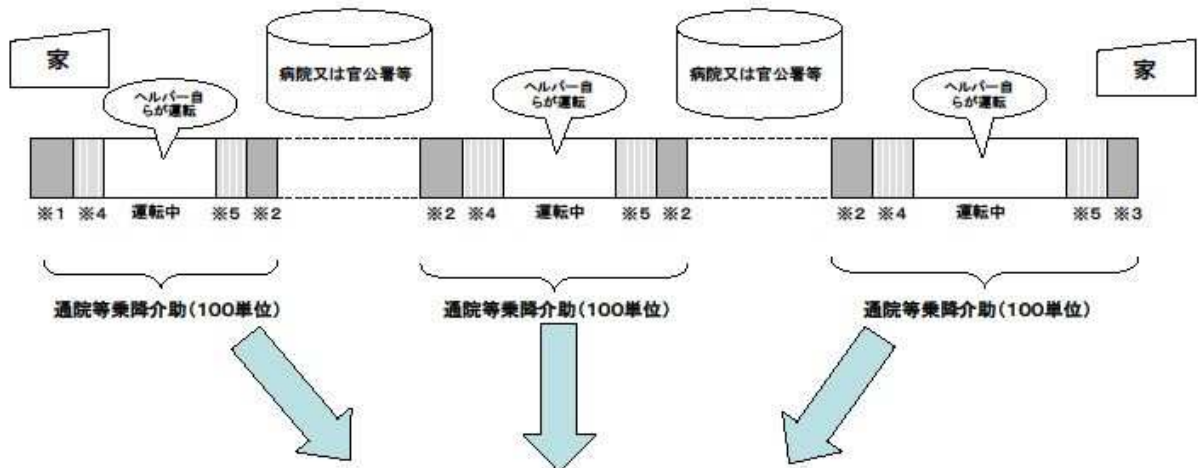 家
病院又は官公署等
病院又は官公署等
家
ヘルパー自
らが運転
ヘルパー自
らが運転
ヘルパー自
らが運転
※1 ※4 運転中 ※5 ※2
※2 ※4 運転中 ※5 ※2
※2 ※4 運転中 ※5 ※3
通院等乗降介助(100単位)
通院等乗降介助(100単位)
通院等乗降介助(100単位)